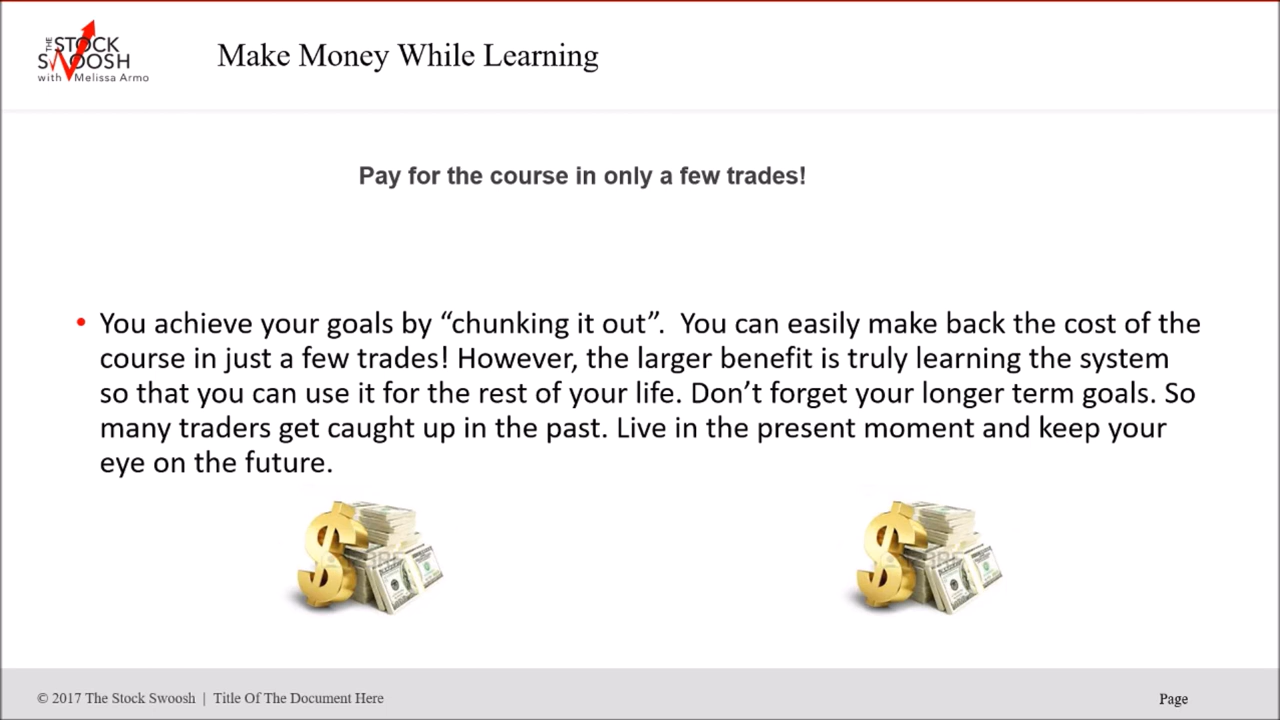 THE STOCK
SWOOSH
with Melissa Armo
Make Money While Learning
Pay for the course in only a few trades!
• You achieve your goals by “chunking it out”.  You can easily make back the cost of the
course in just a few trades! However, the larger benefit is truly learning the system
so that you can use it for the rest of your life. Don’t forget your longer term goals. So
many traders get caught up in the past. Live in the present moment and keep your
eye on the future.
© 2017 The Stock Swoosh | Title Of The Document Here
Page